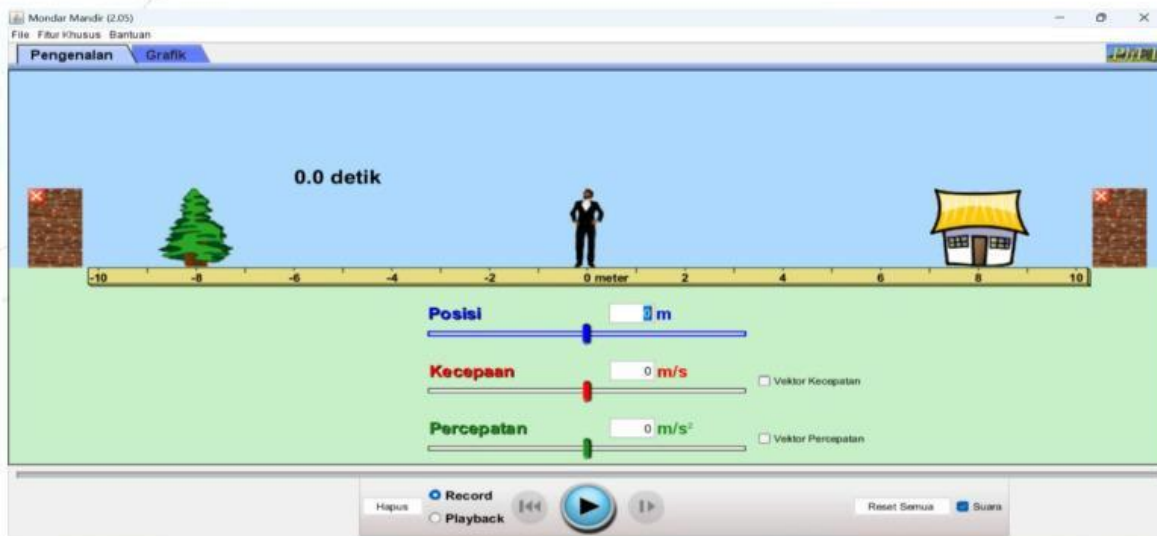 Mondar Mandir (2.05)
File Fitur Khusus Bantuan
Pengenalan Grafik
0.0 detik
-10 -8 -6 -4 -2 0 meter 2 4 6 8 10
Posisi 0 m
Kecepaan 0 m/s
Vektor Kecepatan
Percepatan 0 m/s²
Vektor Percepatan
Hapus
Record
Playback
Reset Semua
Suara